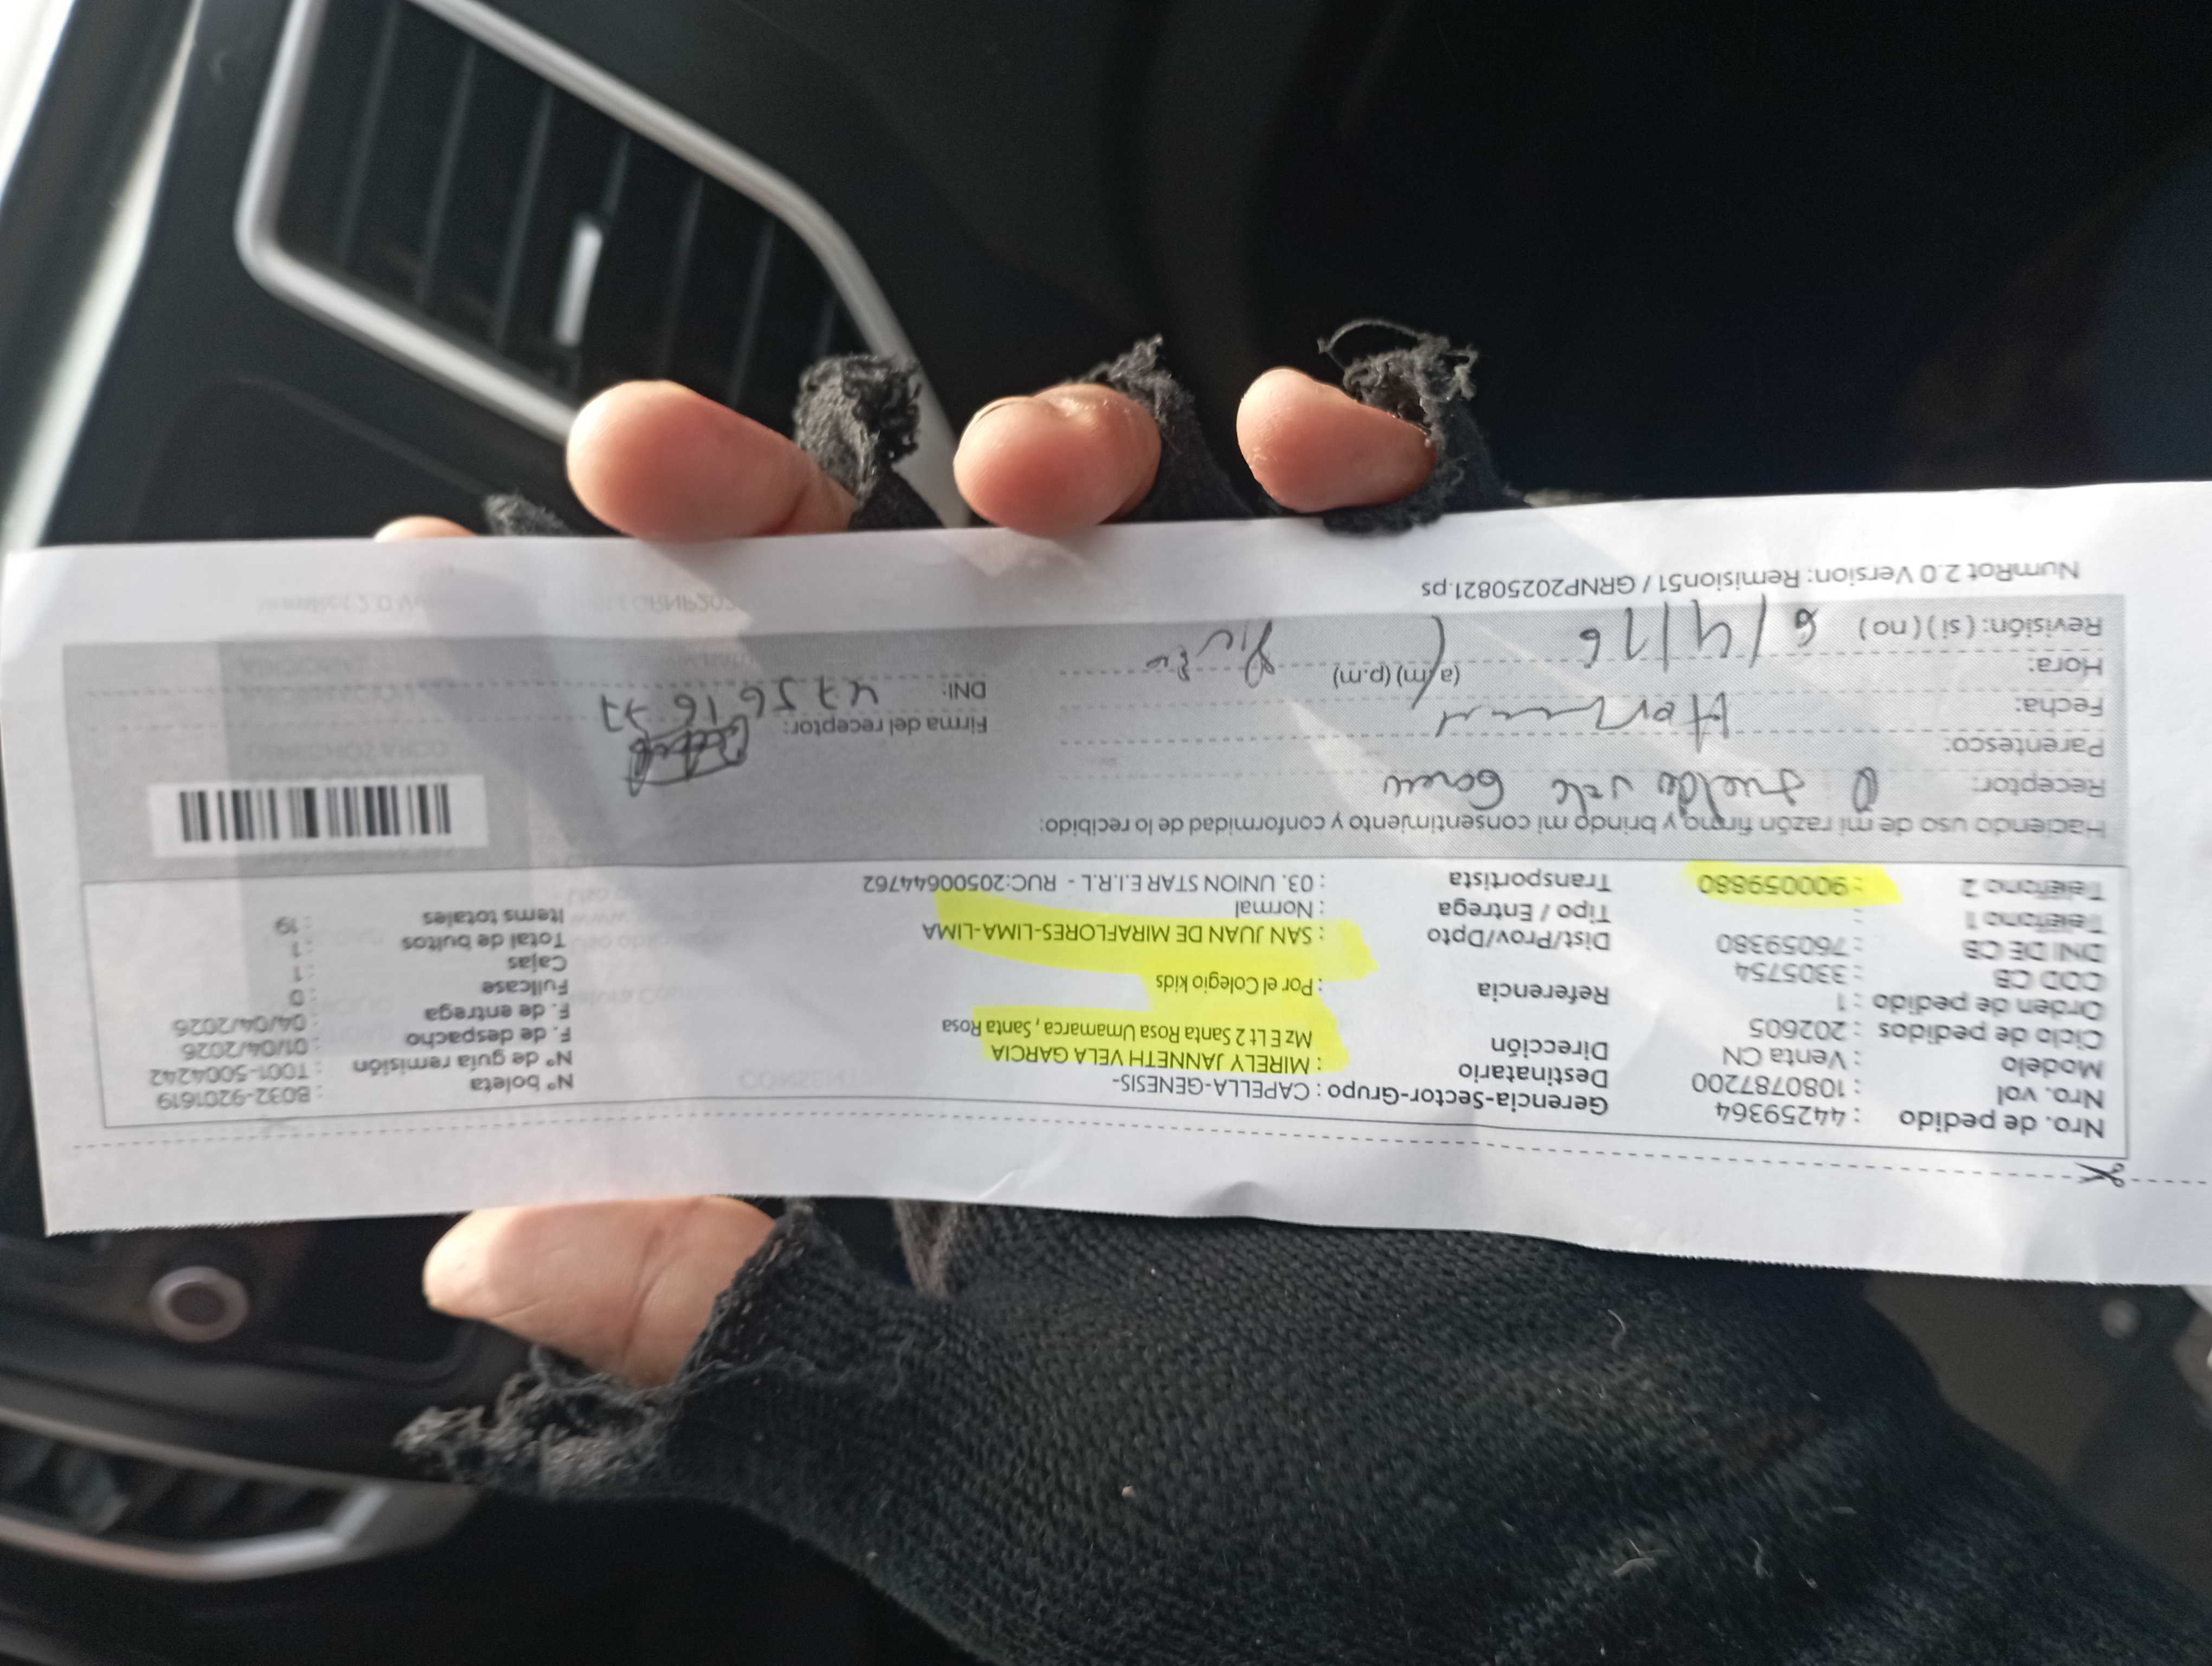 Nro. de pedido : 44259364
Nro. vol : 1080787200
Modelo : Venta CN
Ciclo de pedidos : 202605
Orden de pedido : 1
COD CB : 3305754
DNI DE CB : 76059380
Teléfono 1 :
Teléfono 2 : 900059880
Gerencia-Sector-Grupo : CAPELLA-GENESIS-
Destinatario : MIRELY JANNETH VELA GARCIA
Dirección Mz E Lt 2 Santa Rosa Umamarca , Santa Rosa
Referencia : Por el Colegio kids
Dist/Prov/Dpto : SAN JUAN DE MIRAFLORES-LIMA-LIMA
Tipo / Entrega : Normal
Transportista : 03. UNION STAR E.I.R.L - RUC:20500644762
Nº boleta : B032-9201619
Nº de guia remisión : T001-5004242
F. de despacho : 01/04/2026
F. de entrega : 04/04/2026
Fullcase : 0
Cajas : 1
Total de bultos : 1
Items totales : 19
Haciendo uso de mi razón firmo y brindo mi consentimiento y conformidad de lo recibido:
Receptor:
Parentesco:
Fecha:
Hora: (a.m) (p.m)
Revisión: ( si ) ( no ) 6/4/26
Firma del receptor:
DNI: 47561677
NumRot 2.0 Version: Remision51 / GRNP20250821.ps